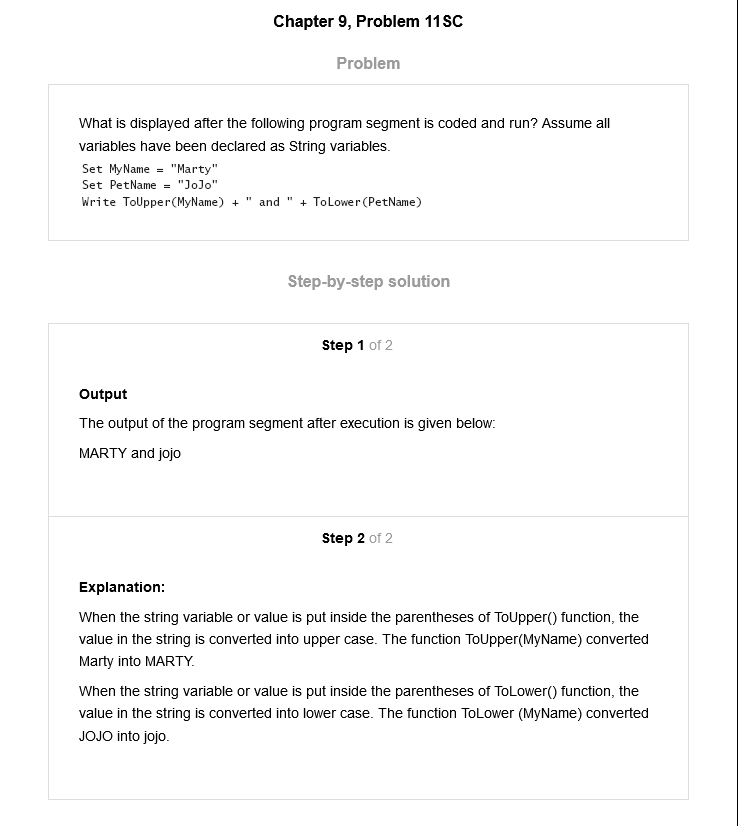 Chapter 9, Problem 11SC
Problem
What is displayed after the following program segment is coded and run? Assume all
variables have been declared as String variables.
Set MyName = "Marty"
Set PetName = "JoJo"
Write ToUpper(MyName) + " and " + ToLower(PetName)
Step-by-step solution
Step 1 of 2
Output
The output of the program segment after execution is given below:
MARTY and jojo
Step 2 of 2
Explanation:
When the string variable or value is put inside the parentheses of ToUpper() function, the
value in the string is converted into upper case. The function ToUpper(MyName) converted
Marty into MARTY.
When the string variable or value is put inside the parentheses of ToLower() function, the
value in the string is converted into lower case. The function ToLower (MyName) converted
JOJO into jojo.